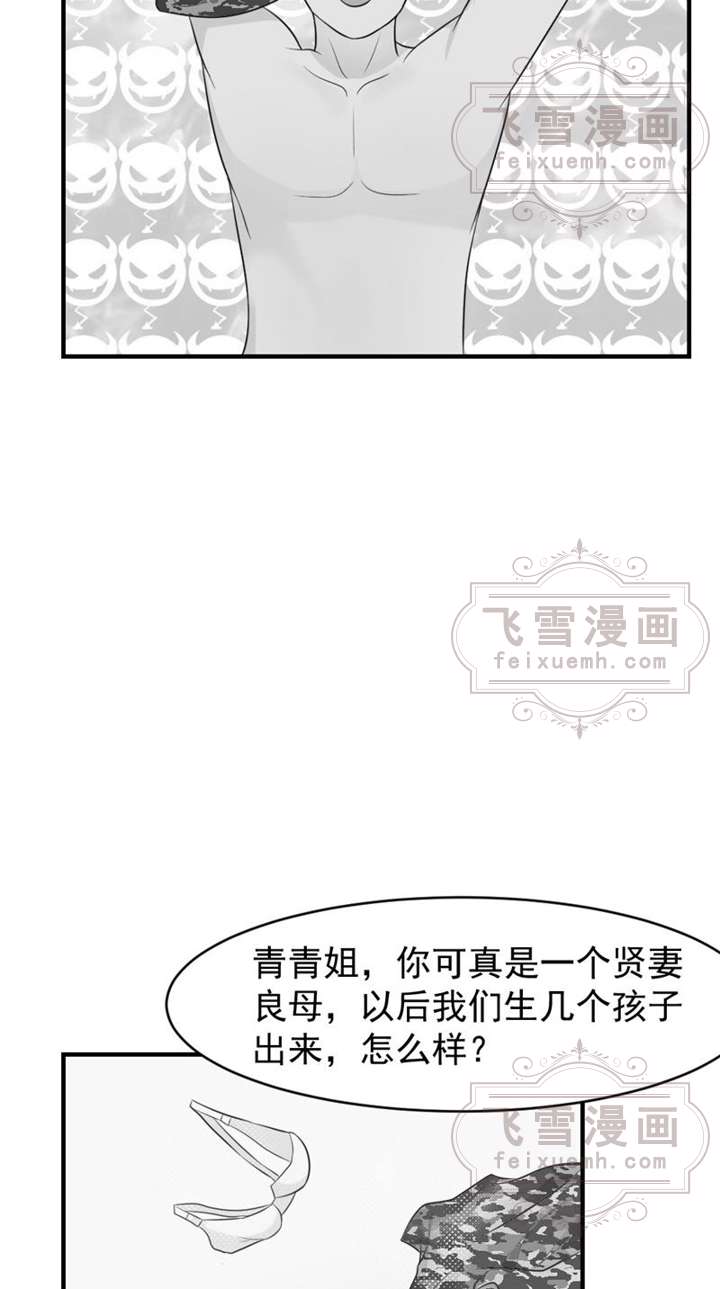 飞雪漫画
feixuemh.com
飞雪漫画
feixuemh.com
青青姐，你可真是一个贤妻
良母，以后我们生几个孩子
出来，怎么样？
飞雪漫画
feixuemh.com